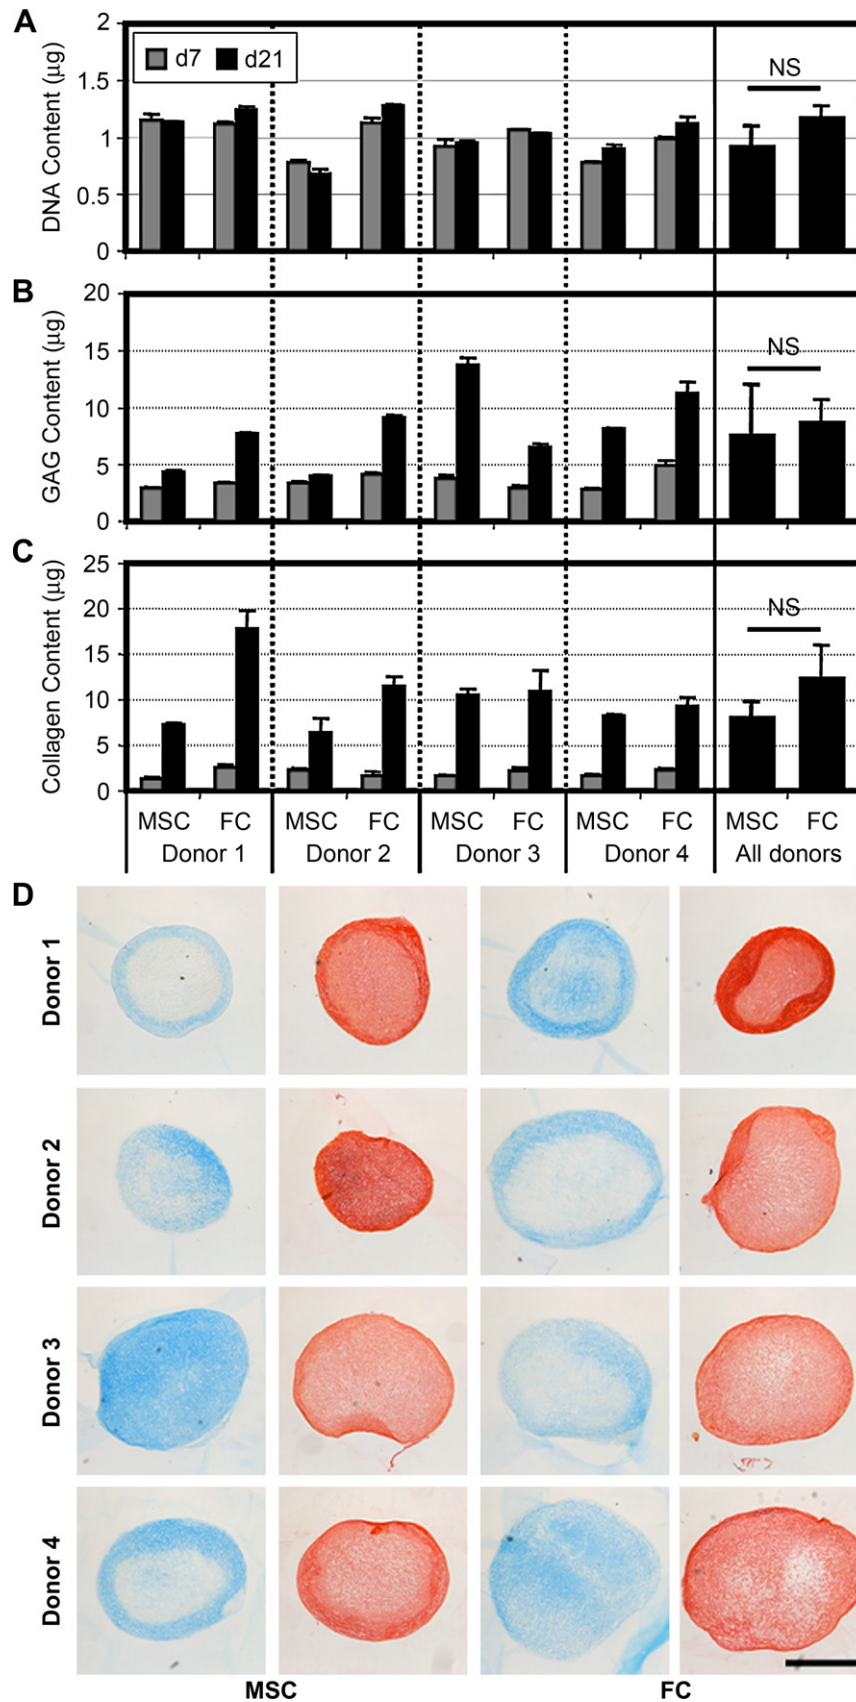 A
DNA Content (µg)
2
1.5
1
0.5
0
d7 d21
NS
B
GAG Content (µg)
20
15
10
5
0
NS
C
Collagen Content (µg)
25
20
15
10
5
0
NS
MSC FC MSC FC MSC FC MSC FC MSC FC
Donor 1 Donor 2 Donor 3 Donor 4 All donors
D
Donor 1
Donor 2
Donor 3
Donor 4
MSC FC